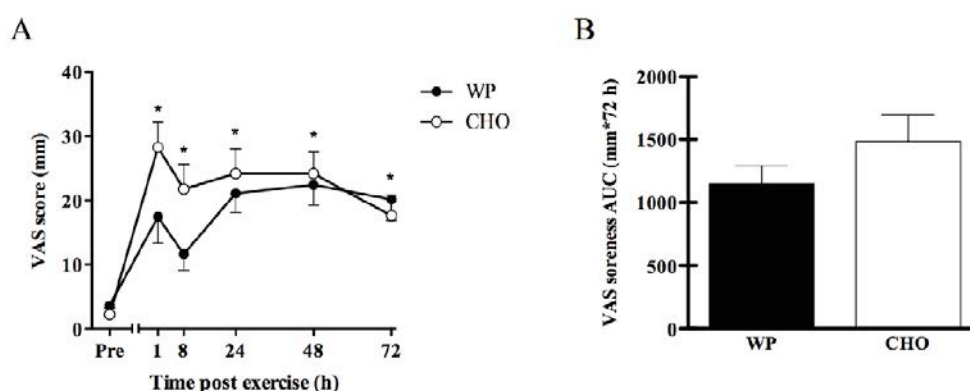 A
VAS score (mm)
40
30
20
10
0
* * * * *
WP
CHO
Pre 1 8 24 48 72
Time post exercise (h)
B
VAS soreness AUC (mm*72 h)
2000
1500
1000
500
0
WP CHO